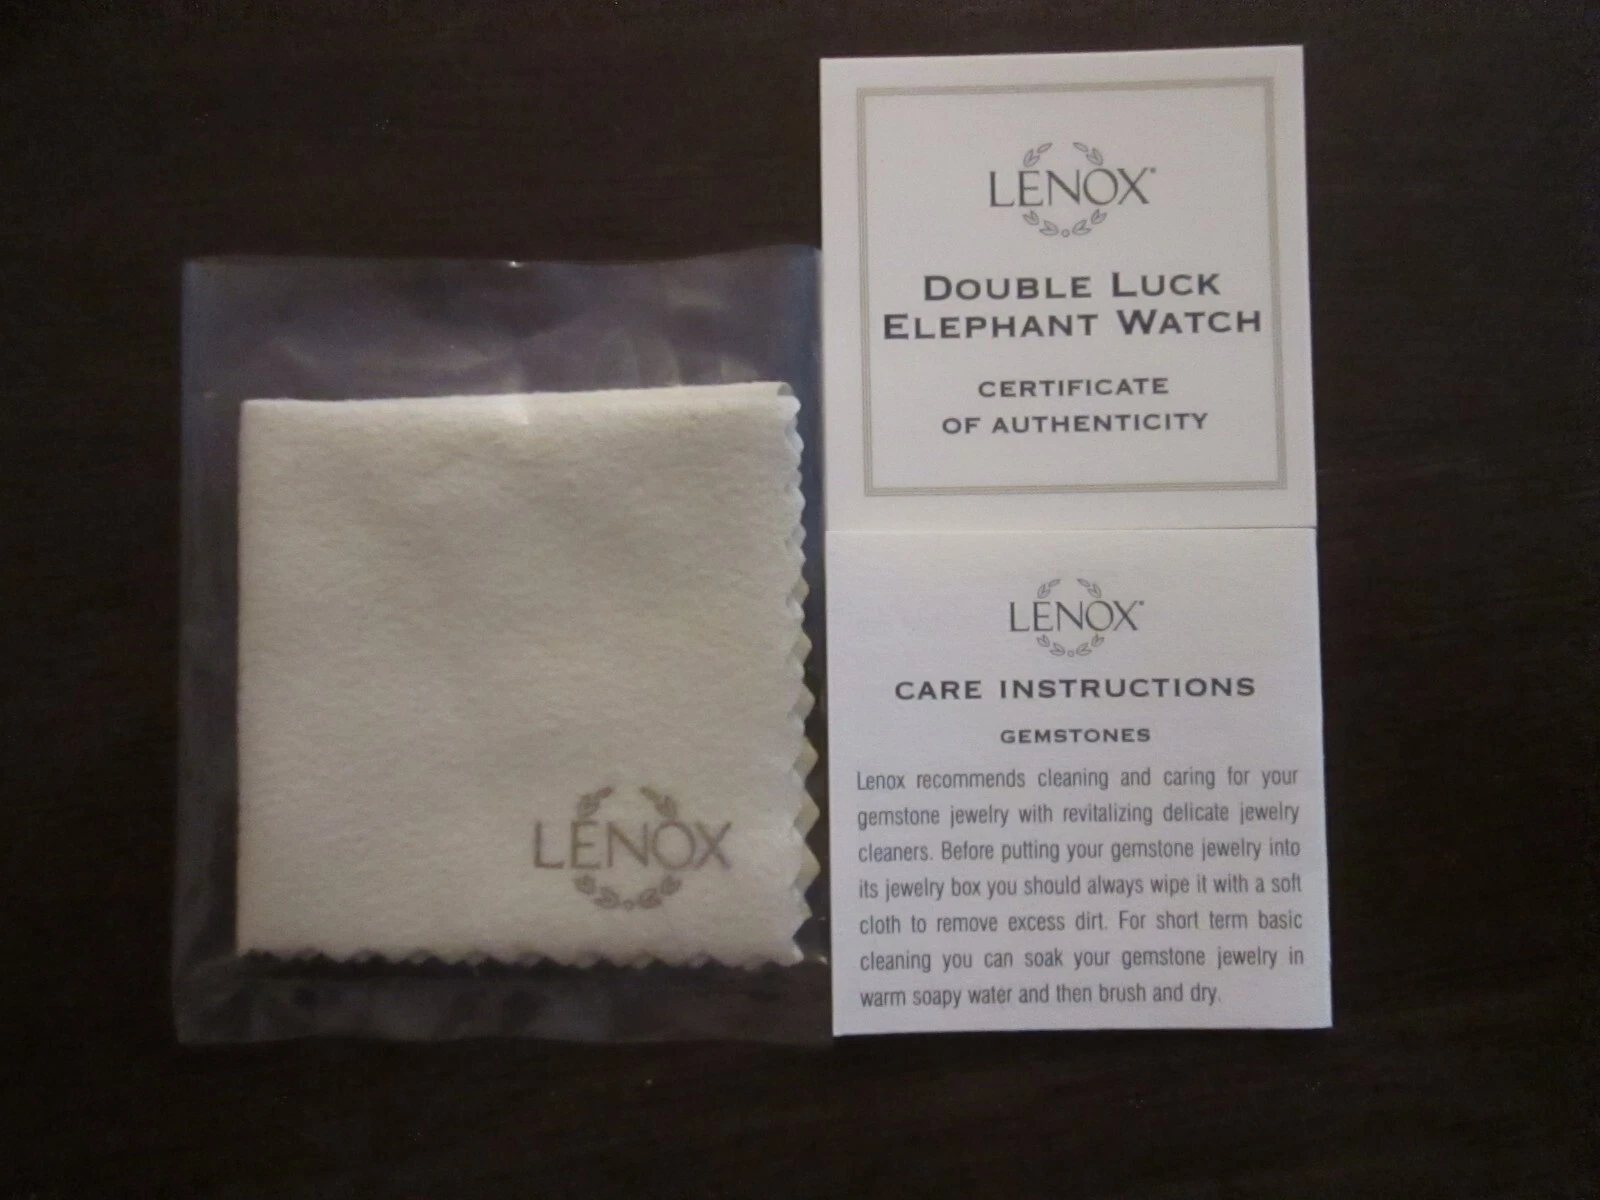 LENOX
LENOX®
DOUBLE LUCK
ELEPHANT WATCH
CERTIFICATE
OF AUTHENTICITY
LENOX®
CARE INSTRUCTIONS
GEMSTONES
Lenox recommends cleaning and caring for your
gemstone jewelry with revitalizing delicate jewelry
cleaners. Before putting your gemstone jewelry into
its jewelry box you should always wipe it with a soft
cloth to remove excess dirt. For short term basic
cleaning you can soak your gemstone jewelry in
warm soapy water and then brush and dry.